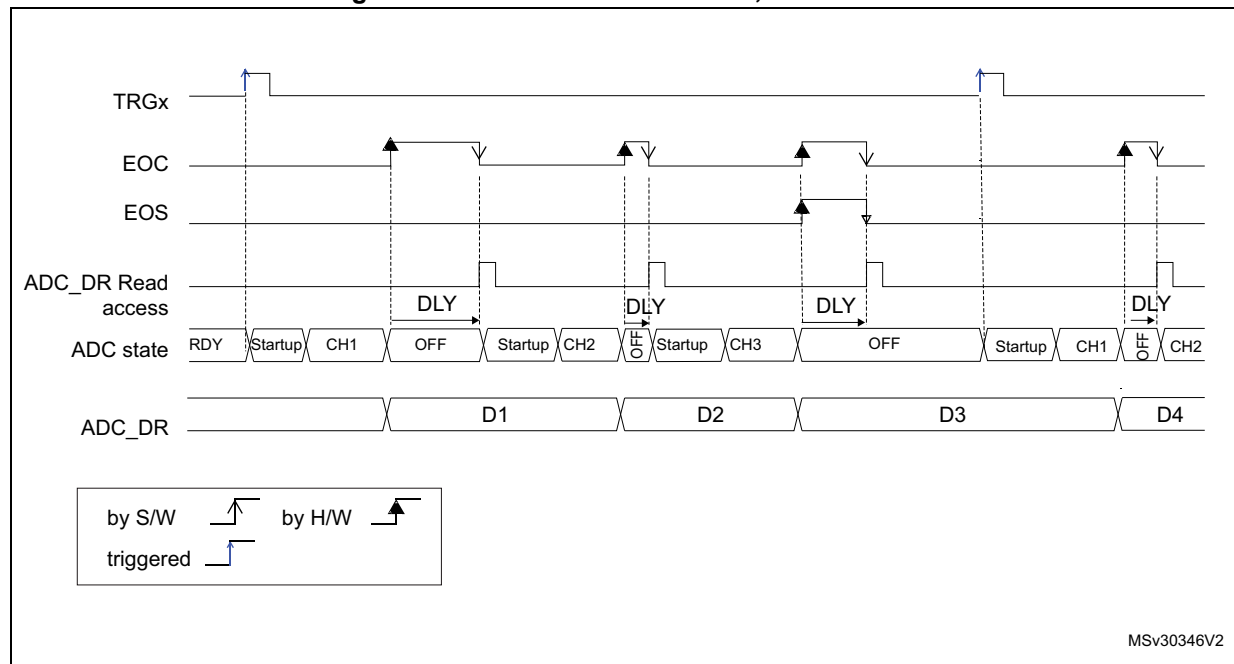 TRGx
EOC
EOS
ADC_DR Read access
DLY DLY DLY DLY
ADC state RDY Startup CH1 OFF Startup CH2 OFF Startup CH3 OFF Startup CH1 OFF CH2
ADC_DR D1 D2 D3 D4
by S/W by H/W
triggered
MSv30346V2